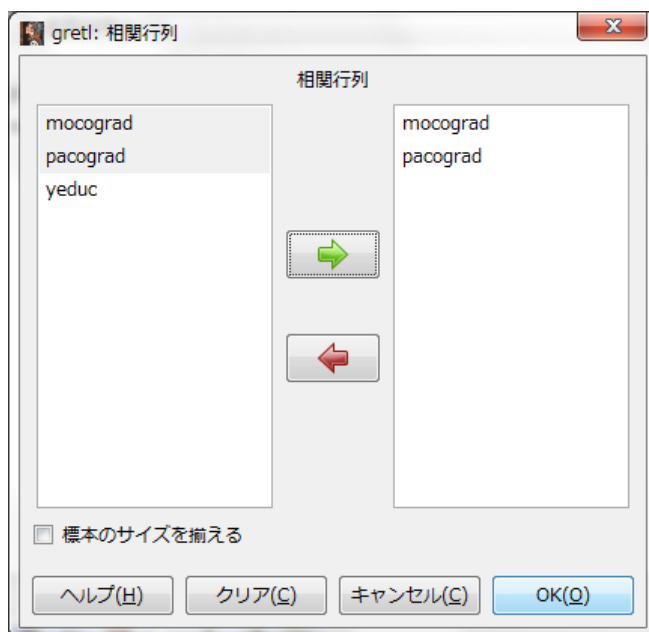 gretl: 相関行列
相関行列
mocograd
pacograd
yeduc
mocograd
pacograd
標本のサイズを揃える
ヘルプ(H)
クリア(C)
キャンセル(C)
OK(O)